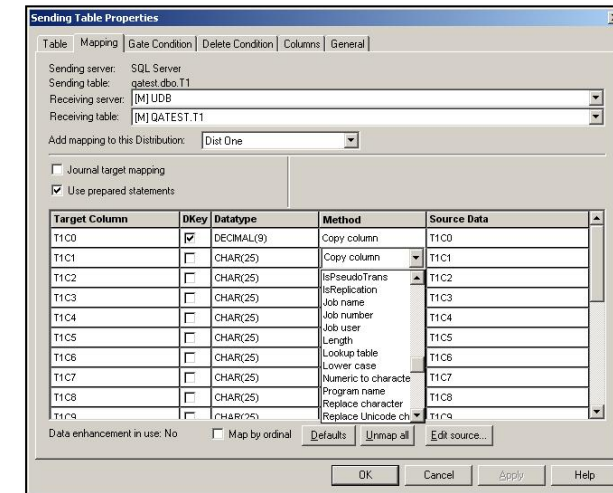 Sending Table Properties
Table Mapping Gate Condition Delete Condition Columns General
Sending server: SQL Server
Sending table: qatest.dbo.T1
Receiving server: [M] UDB
Receiving table: [M] QATEST.T1
Add mapping to this Distribution: Dist One
Journal target mapping
Use prepared statements
Target Column DKey Datatype Method Source Data
T1C0 DECIMAL(9) Copy column T1C0
T1C1 CHAR(25) Copy column T1C1
T1C2 CHAR(25) IsPseudoTrans T1C2
IsReplication
T1C3 CHAR(25) Job name T1C3
Job number
T1C4 CHAR(25) Job user T1C4
T1C5 CHAR(25) Length T1C5
Lookup table
T1C6 CHAR(25) Lower case T1C6
T1C7 CHAR(25) Numeric to characte T1C7
Program name
T1C8 CHAR(25) Replace character T1C8
T1C9 CHAR(25) Replace Unicode ch T1C9
Data enhancement in use: No Map by ordinal Defaults Unmap all Edit source...
OK Cancel Apply Help